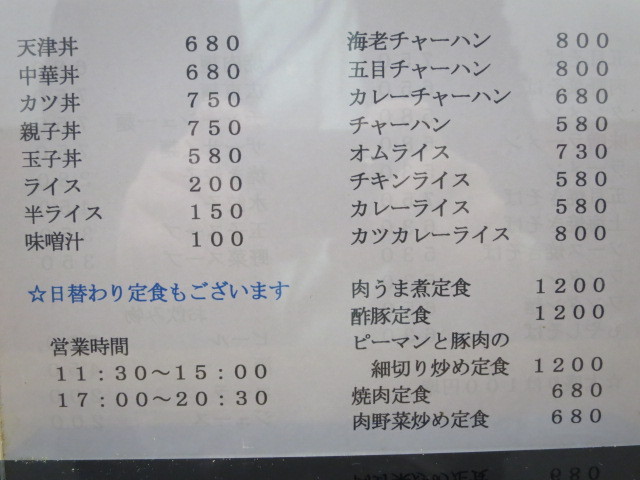 天津丼 ６８０
中華丼 ６８０
カツ丼 ７５０
親子丼 ７５０
玉子丼 ５８０
ライス ２００
半ライス １５０
味噌汁 １００
☆日替わり定食もございます
営業時間
１１：３０～１５：００
１７：００～２０：３０
海老チャーハン ８００
五目チャーハン ８００
カレーチャーハン ６８０
チャーハン ５８０
オムライス ７３０
チキンライス ５８０
カレーライス ５８０
カツカレーライス ８００
肉うま煮定食 １２００
酢豚定食 １２００
ピーマンと豚肉の
細切り炒め定食 １２００
焼肉定食 ６８０
肉野菜炒め定食 ６８０